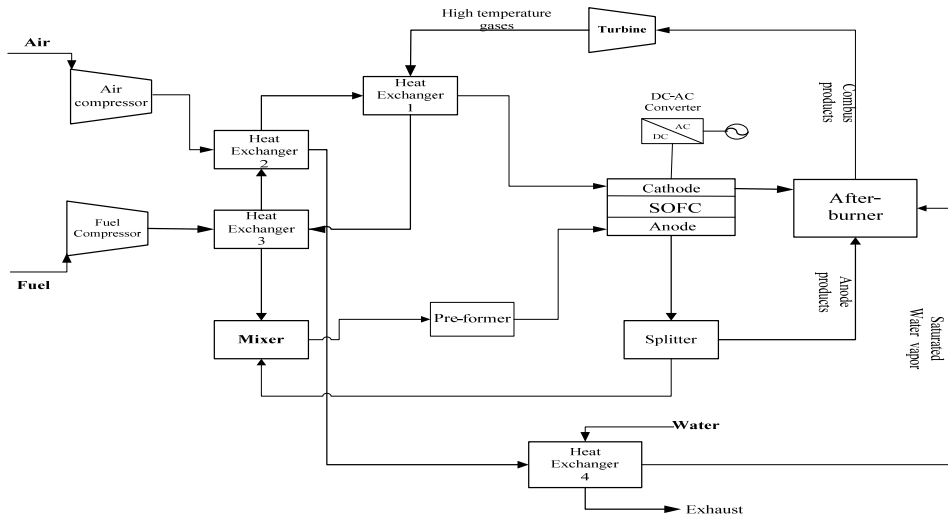 High temperature
gases
Turbine
Air
Air
compressor
Heat
Exchanger
1
DC-AC
Converter
AC
DC
Combus
products
Heat
Exchanger
2
Cathode
SOFC
Anode
After-
burner
Fuel
Compressor
Heat
Exchanger
3
Fuel
Anode
products
Pre-former
Mixer
Splitter
Saturated
Water vapor
Water
Heat
Exchanger
4
Exhaust